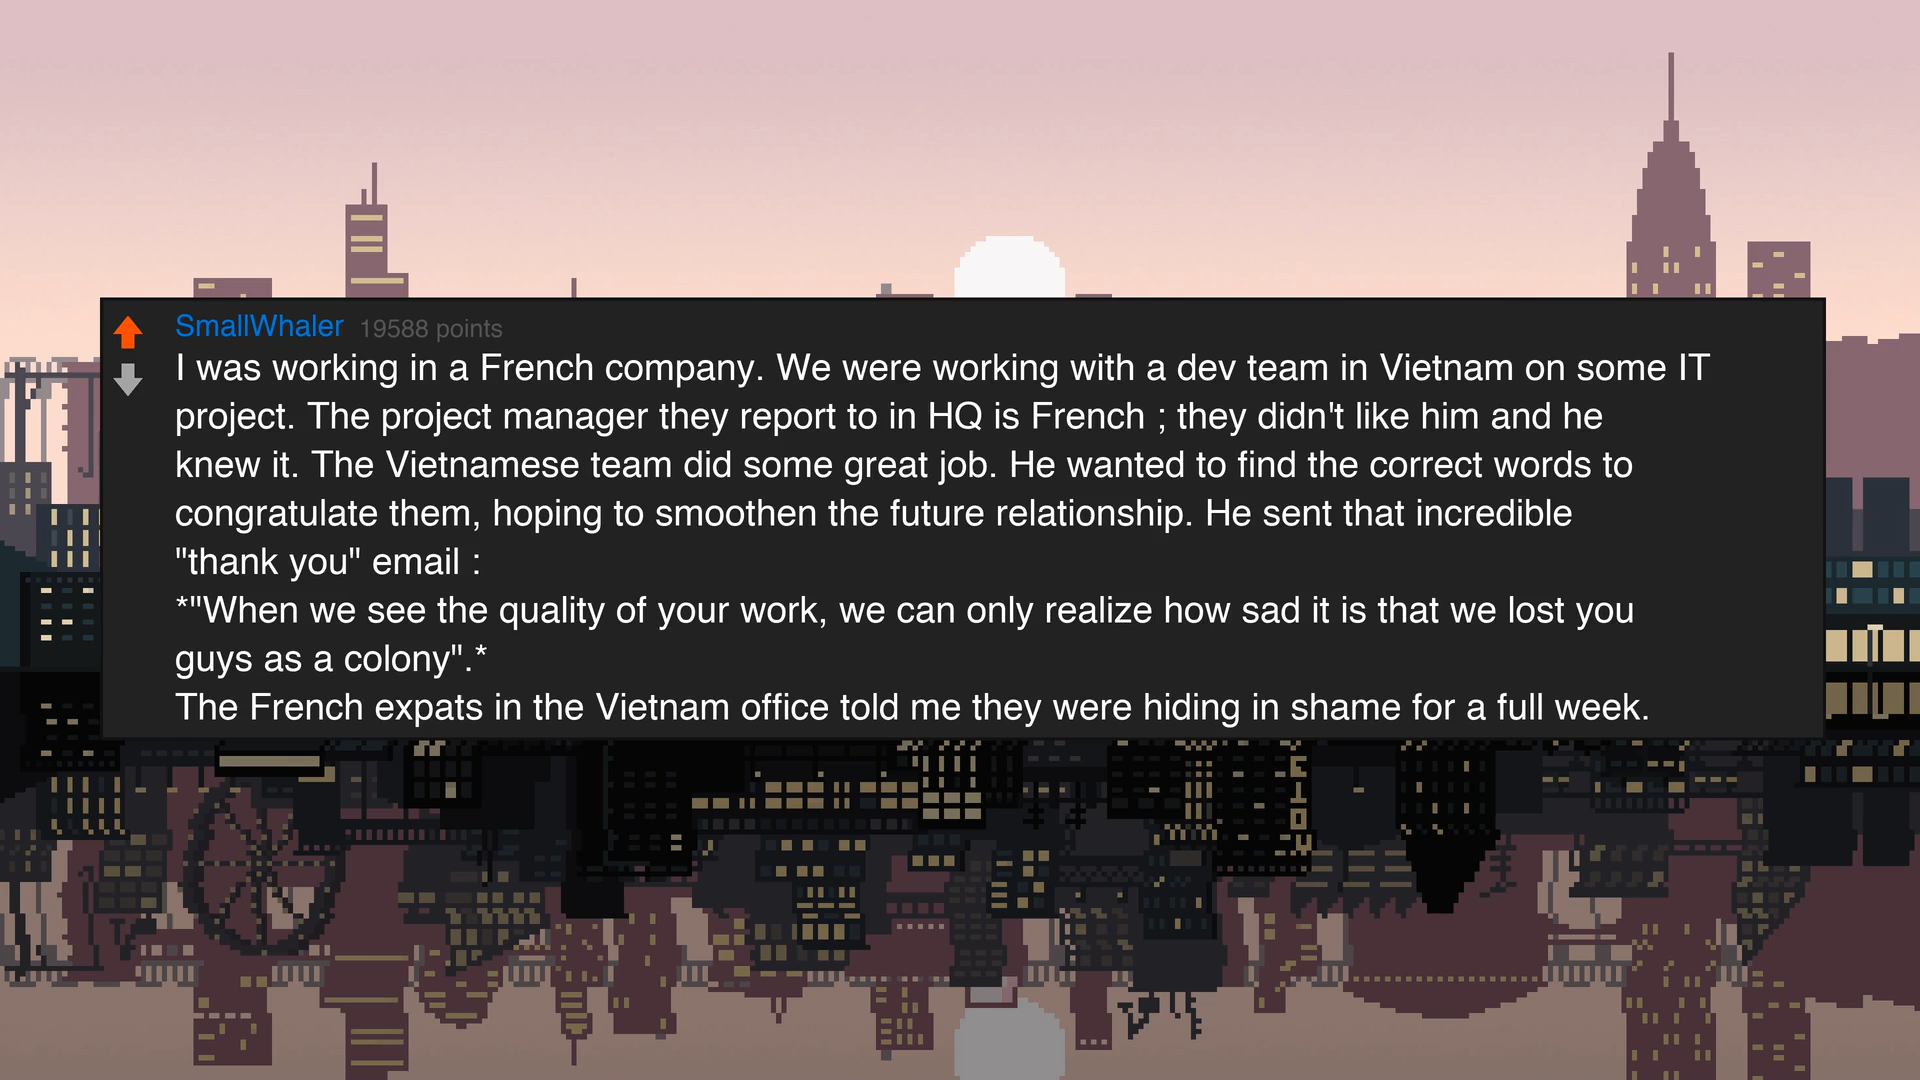 SmallWhaler 19588 points
I was working in a French company. We were working with a dev team in Vietnam on some IT
project. The project manager they report to in HQ is French ; they didn't like him and he
knew it. The Vietnamese team did some great job. He wanted to find the correct words to
congratulate them, hoping to smoothen the future relationship. He sent that incredible
"thank you" email :
*"When we see the quality of your work, we can only realize how sad it is that we lost you
guys as a colony".*
The French expats in the Vietnam office told me they were hiding in shame for a full week.